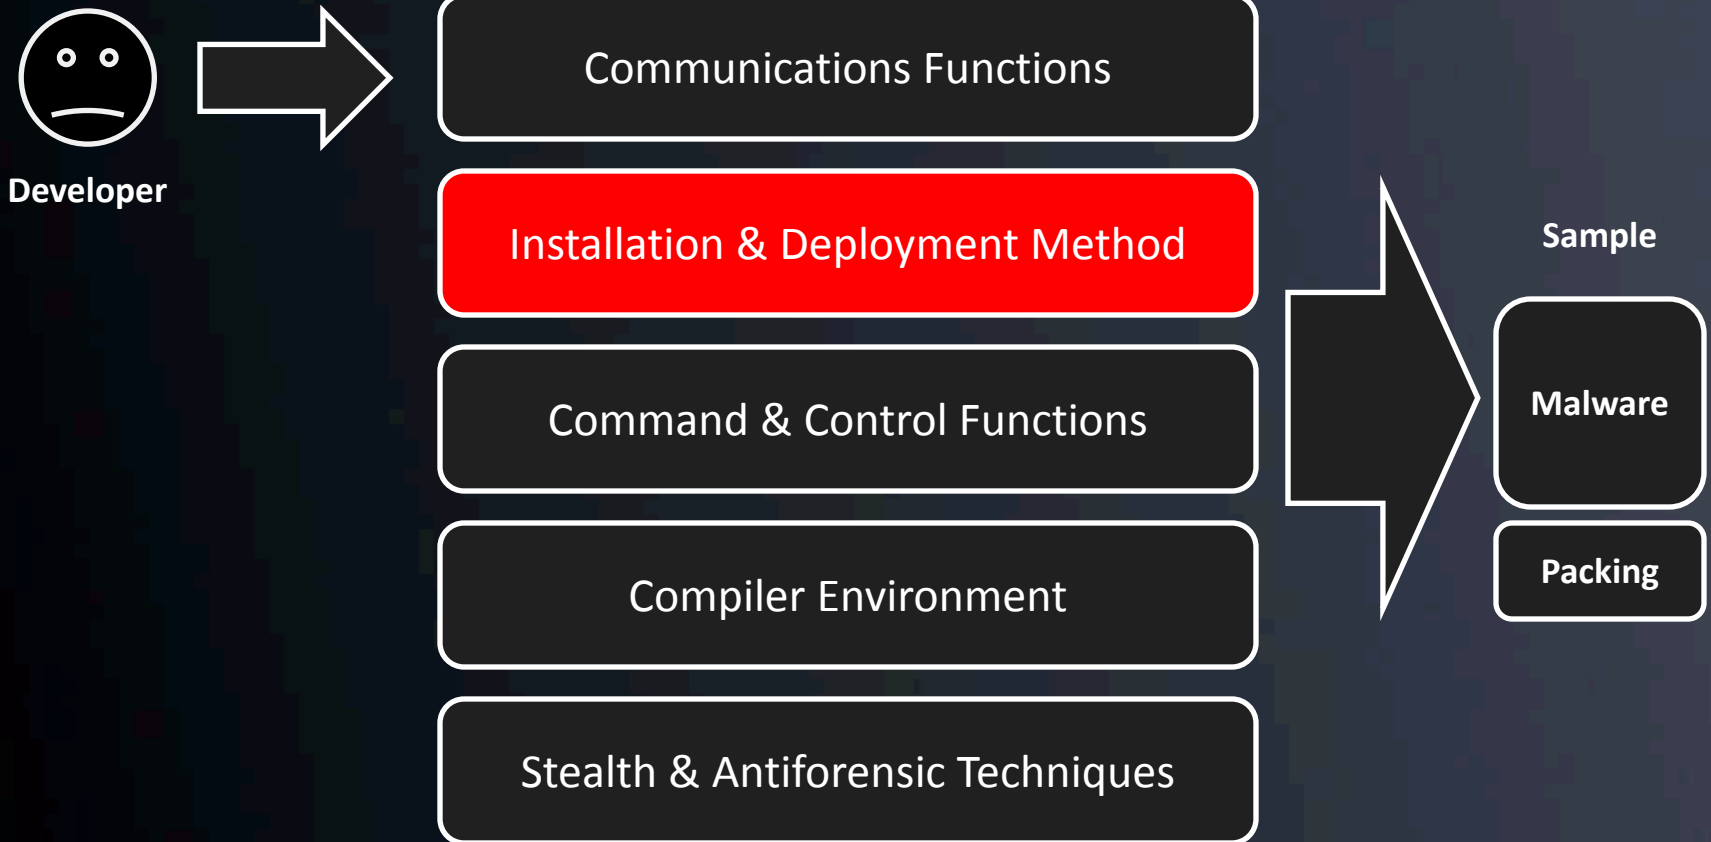 Developer
Communications Functions
Installation & Deployment Method
Command & Control Functions
Compiler Environment
Stealth & Antiforensic Techniques
Sample
Malware
Packing